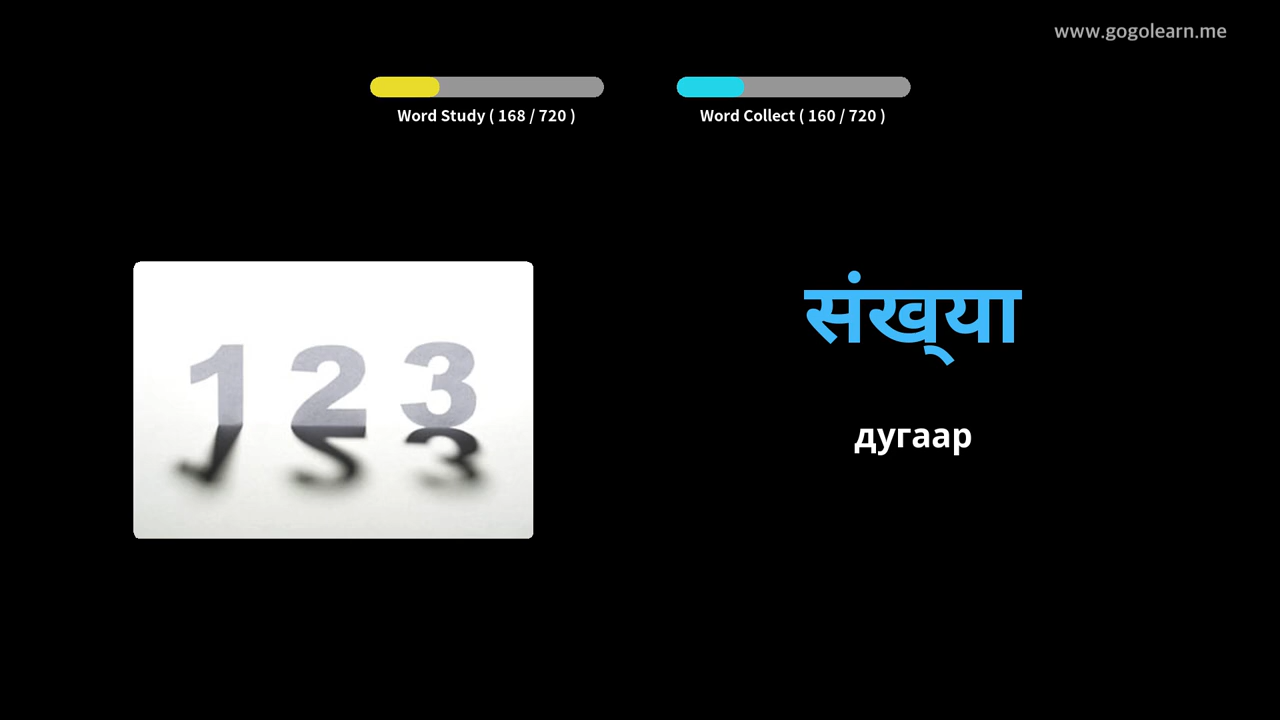 www.gogolearn.me
Word Study ( 168 / 720 )
Word Collect ( 160 / 720 )
1 2 3
संख्या
дугаар